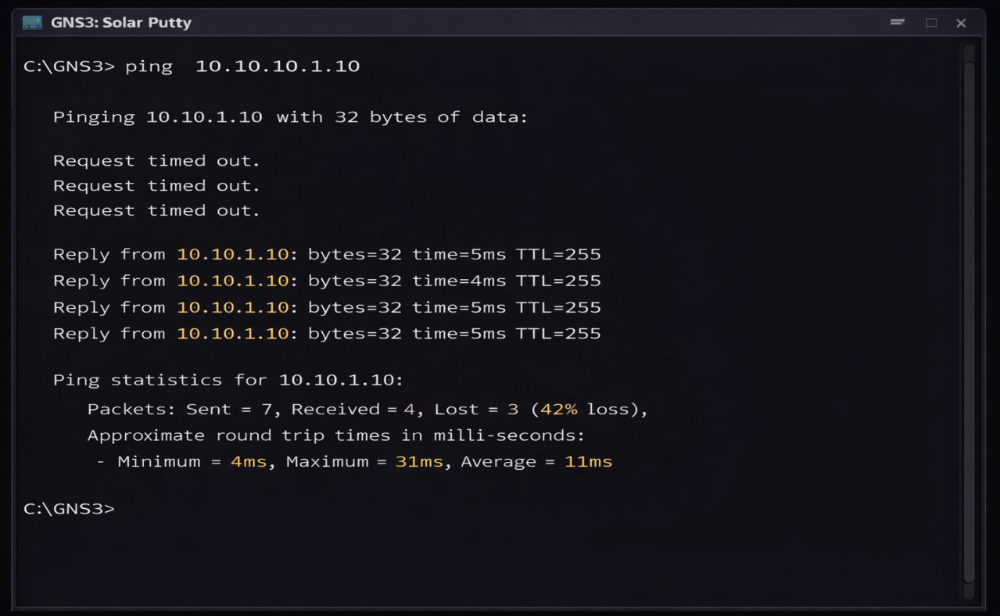 GNS3: Solar Putty
C:\GNS3> ping 10.10.10.1.10
Pinging 10.10.1.10 with 32 bytes of data:
Request timed out.
Request timed out.
Request timed out.
Reply from 10.10.1.10: bytes=32 time=5ms TTL=255
Reply from 10.10.1.10: bytes=32 time=4ms TTL=255
Reply from 10.10.1.10: bytes=32 time=5ms TTL=255
Reply from 10.10.1.10: bytes=32 time=5ms TTL=255
Ping statistics for 10.10.1.10:
Packets: Sent = 7, Received = 4, Lost = 3 (42% loss),
Approximate round trip times in milli-seconds:
- Minimum = 4ms, Maximum = 31ms, Average = 11ms
C:\GNS3>